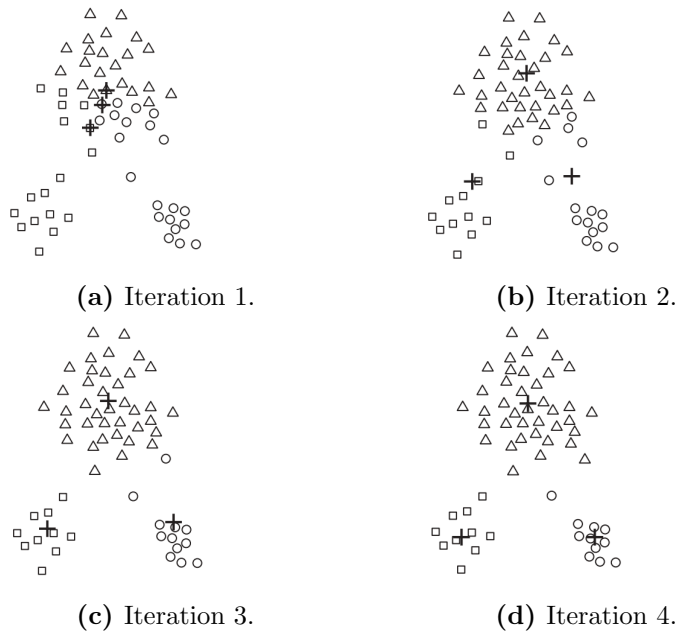 (a) Iteration 1.
(b) Iteration 2.
(c) Iteration 3.
(d) Iteration 4.